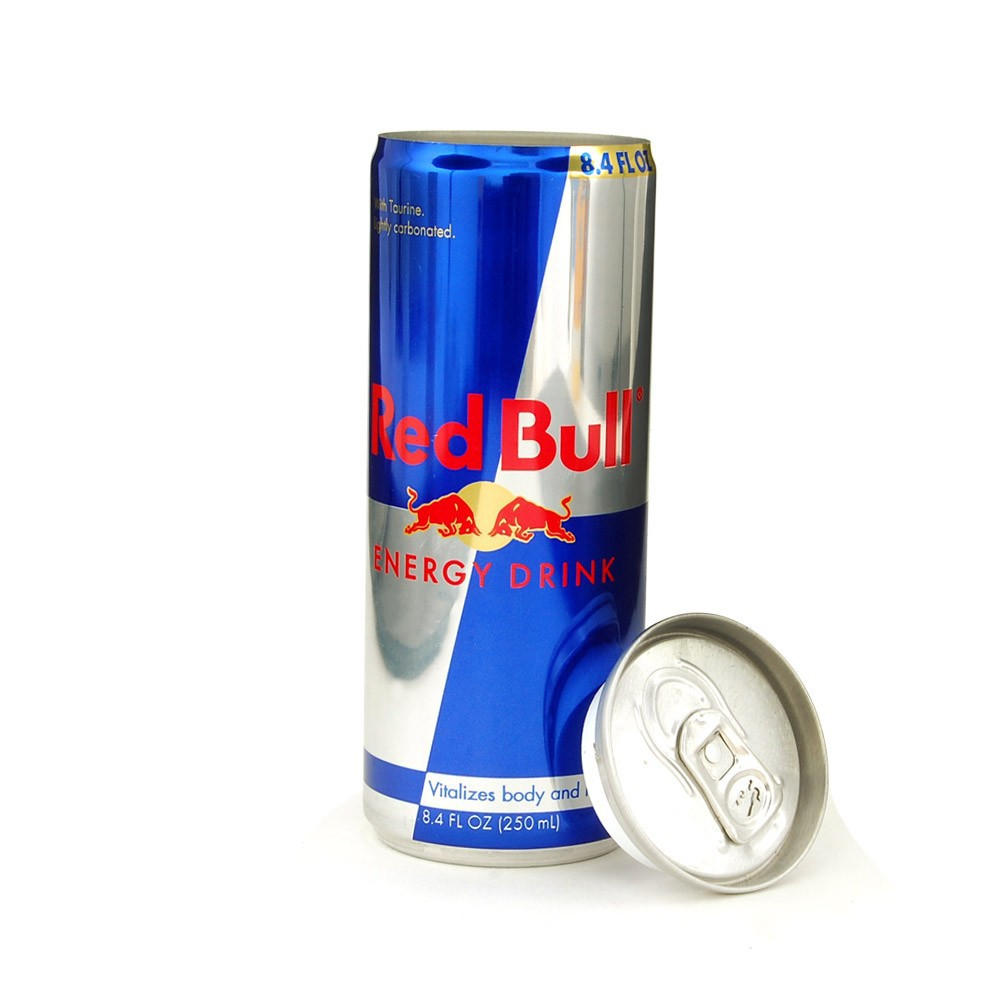 8.4 FL OZ
With Taurine.
Lightly carbonated.
Red Bull®
ENERGY DRINK
Vitalizes body and
8.4 FL OZ (250 mL)